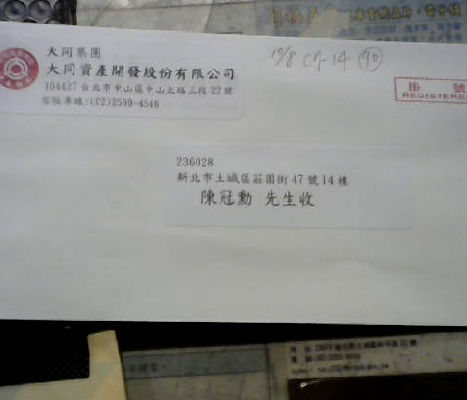 大同集團
大同資產開發股份有限公司
104427 台北市中山區中山北路三段 22 號
客服專線:(02)2599-4546
12/8 C7-14 (90)
掛 號
REGISTERED
236028
新北市土城區莊園街 47 號 14 樓
陳冠勳 先生收